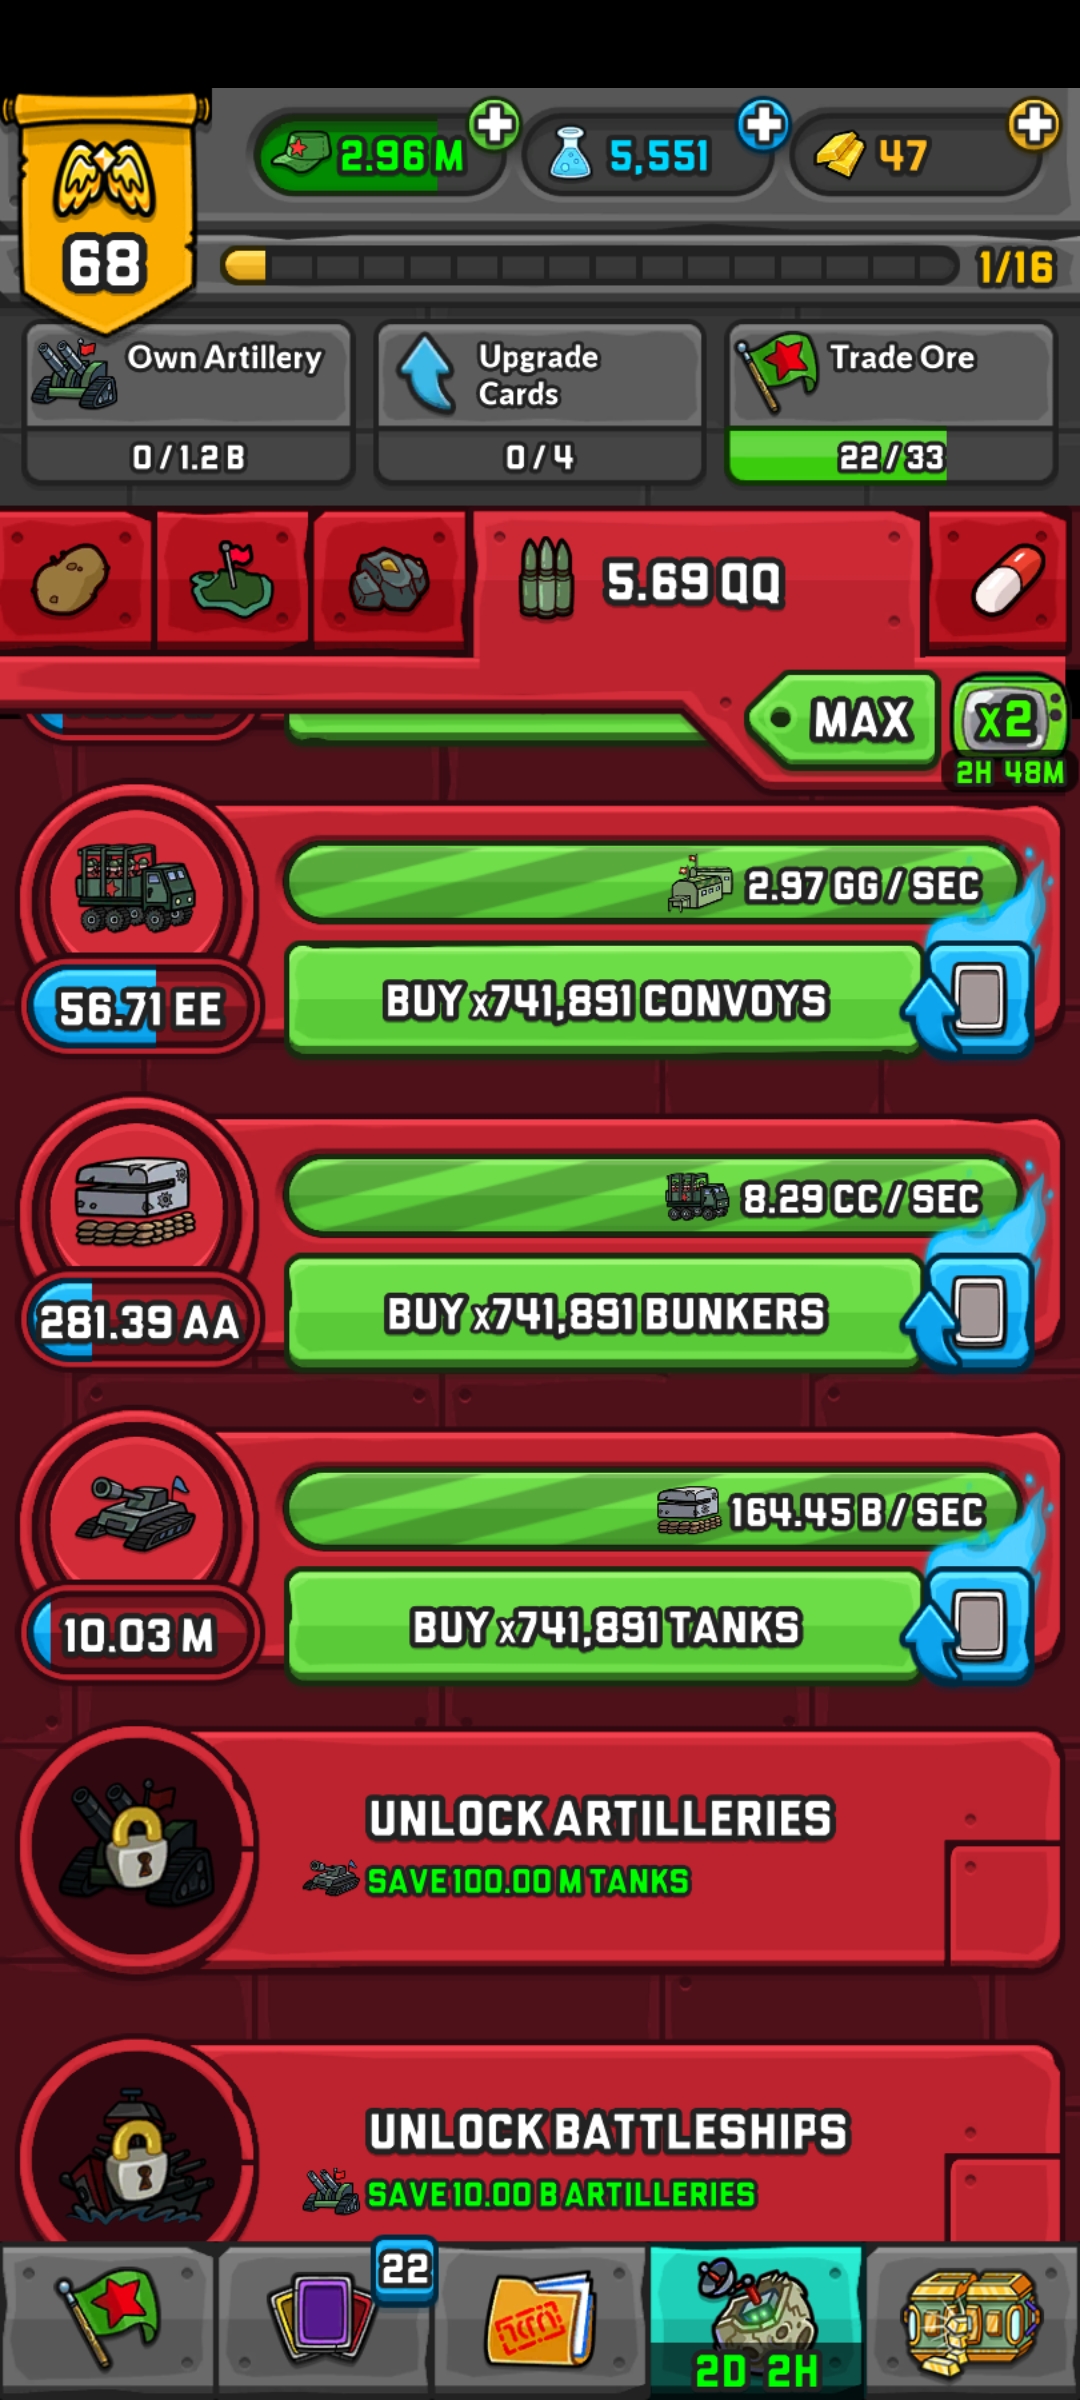 2.96 M
5,551
47
68
1/16
Own Artillery
0 / 1.2 B
Upgrade
Cards
0 / 4
Trade Ore
22 / 33
5.69 QQ
MAX
x2
2H 48M
2.97 GG / SEC
56.71 EE
BUY x741,891 CONVOYS
8.29 CC / SEC
281.39 AA
BUY x741,891 BUNKERS
164.45 B / SEC
10.03 M
BUY x741,891 TANKS
UNLOCK ARTILLERIES
SAVE 100.00 M TANKS
UNLOCK BATTLESHIPS
SAVE 10.00 B ARTILLERIES
22
2D 2H